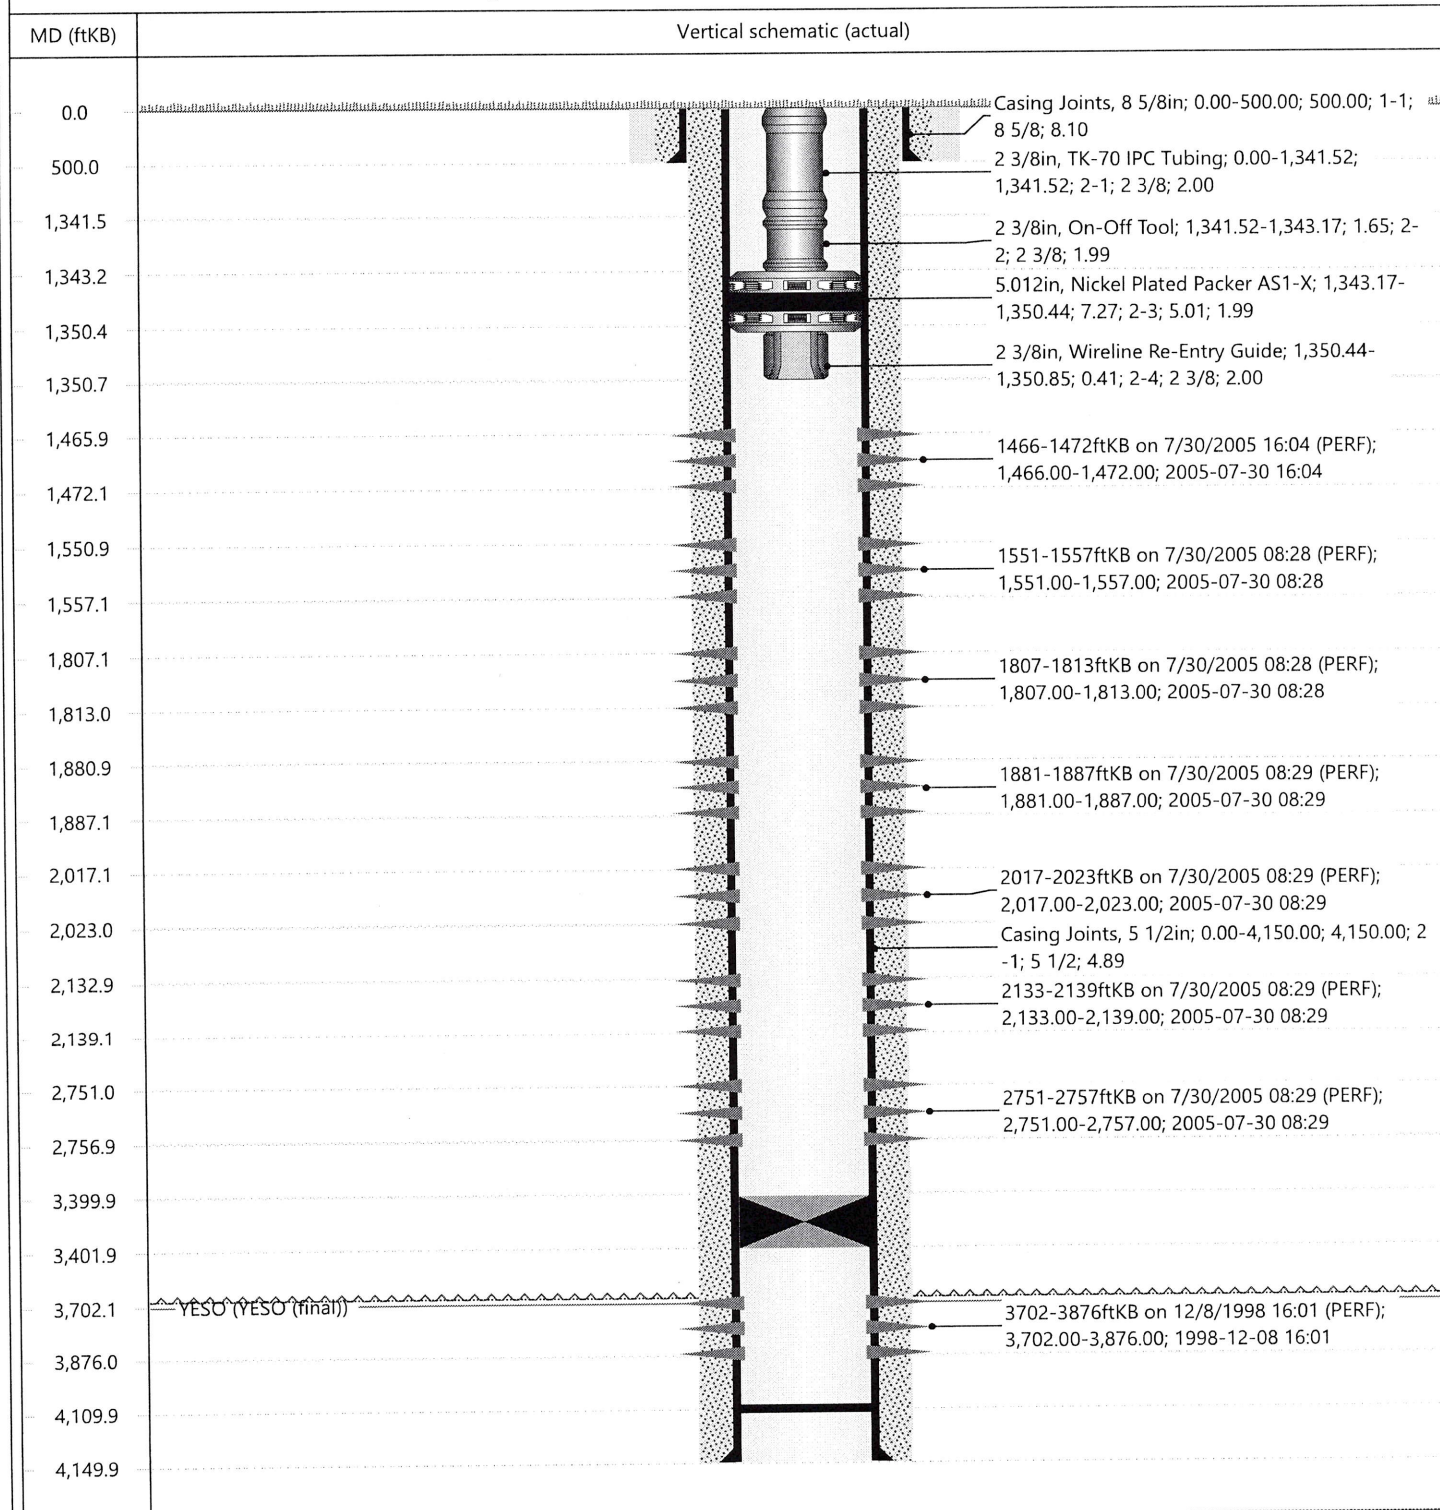 MD (ftKB)
Vertical schematic (actual)
0.0
500.0
1,341.5
1,343.2
1,350.4
1,350.7
1,465.9
1,472.1
1,550.9
1,557.1
1,807.1
1,813.0
1,880.9
1,887.1
2,017.1
2,023.0
2,132.9
2,139.1
2,751.0
2,756.9
3,399.9
3,401.9
3,702.1
3,876.0
4,109.9
4,149.9
YESO (YESO (final))
Casing Joints, 8 5/8in; 0.00-500.00; 500.00; 1-1;
8 5/8; 8.10
2 3/8in, TK-70 IPC Tubing; 0.00-1,341.52;
1,341.52; 2-1; 2 3/8; 2.00
2 3/8in, On-Off Tool; 1,341.52-1,343.17; 1.65; 2-
2; 2 3/8; 1.99
5.012in, Nickel Plated Packer AS1-X; 1,343.17-
1,350.44; 7.27; 2-3; 5.01; 1.99
2 3/8in, Wireline Re-Entry Guide; 1,350.44-
1,350.85; 0.41; 2-4; 2 3/8; 2.00
1466-1472ftKB on 7/30/2005 16:04 (PERF);
1,466.00-1,472.00; 2005-07-30 16:04
1551-1557ftKB on 7/30/2005 08:28 (PERF);
1,551.00-1,557.00; 2005-07-30 08:28
1807-1813ftKB on 7/30/2005 08:28 (PERF);
1,807.00-1,813.00; 2005-07-30 08:28
1881-1887ftKB on 7/30/2005 08:29 (PERF);
1,881.00-1,887.00; 2005-07-30 08:29
2017-2023ftKB on 7/30/2005 08:29 (PERF);
2,017.00-2,023.00; 2005-07-30 08:29
Casing Joints, 5 1/2in; 0.00-4,150.00; 4,150.00; 2
-1; 5 1/2; 4.89
2133-2139ftKB on 7/30/2005 08:29 (PERF);
2,133.00-2,139.00; 2005-07-30 08:29
2751-2757ftKB on 7/30/2005 08:29 (PERF);
2,751.00-2,757.00; 2005-07-30 08:29
3702-3876ftKB on 12/8/1998 16:01 (PERF);
3,702.00-3,876.00; 1998-12-08 16:01